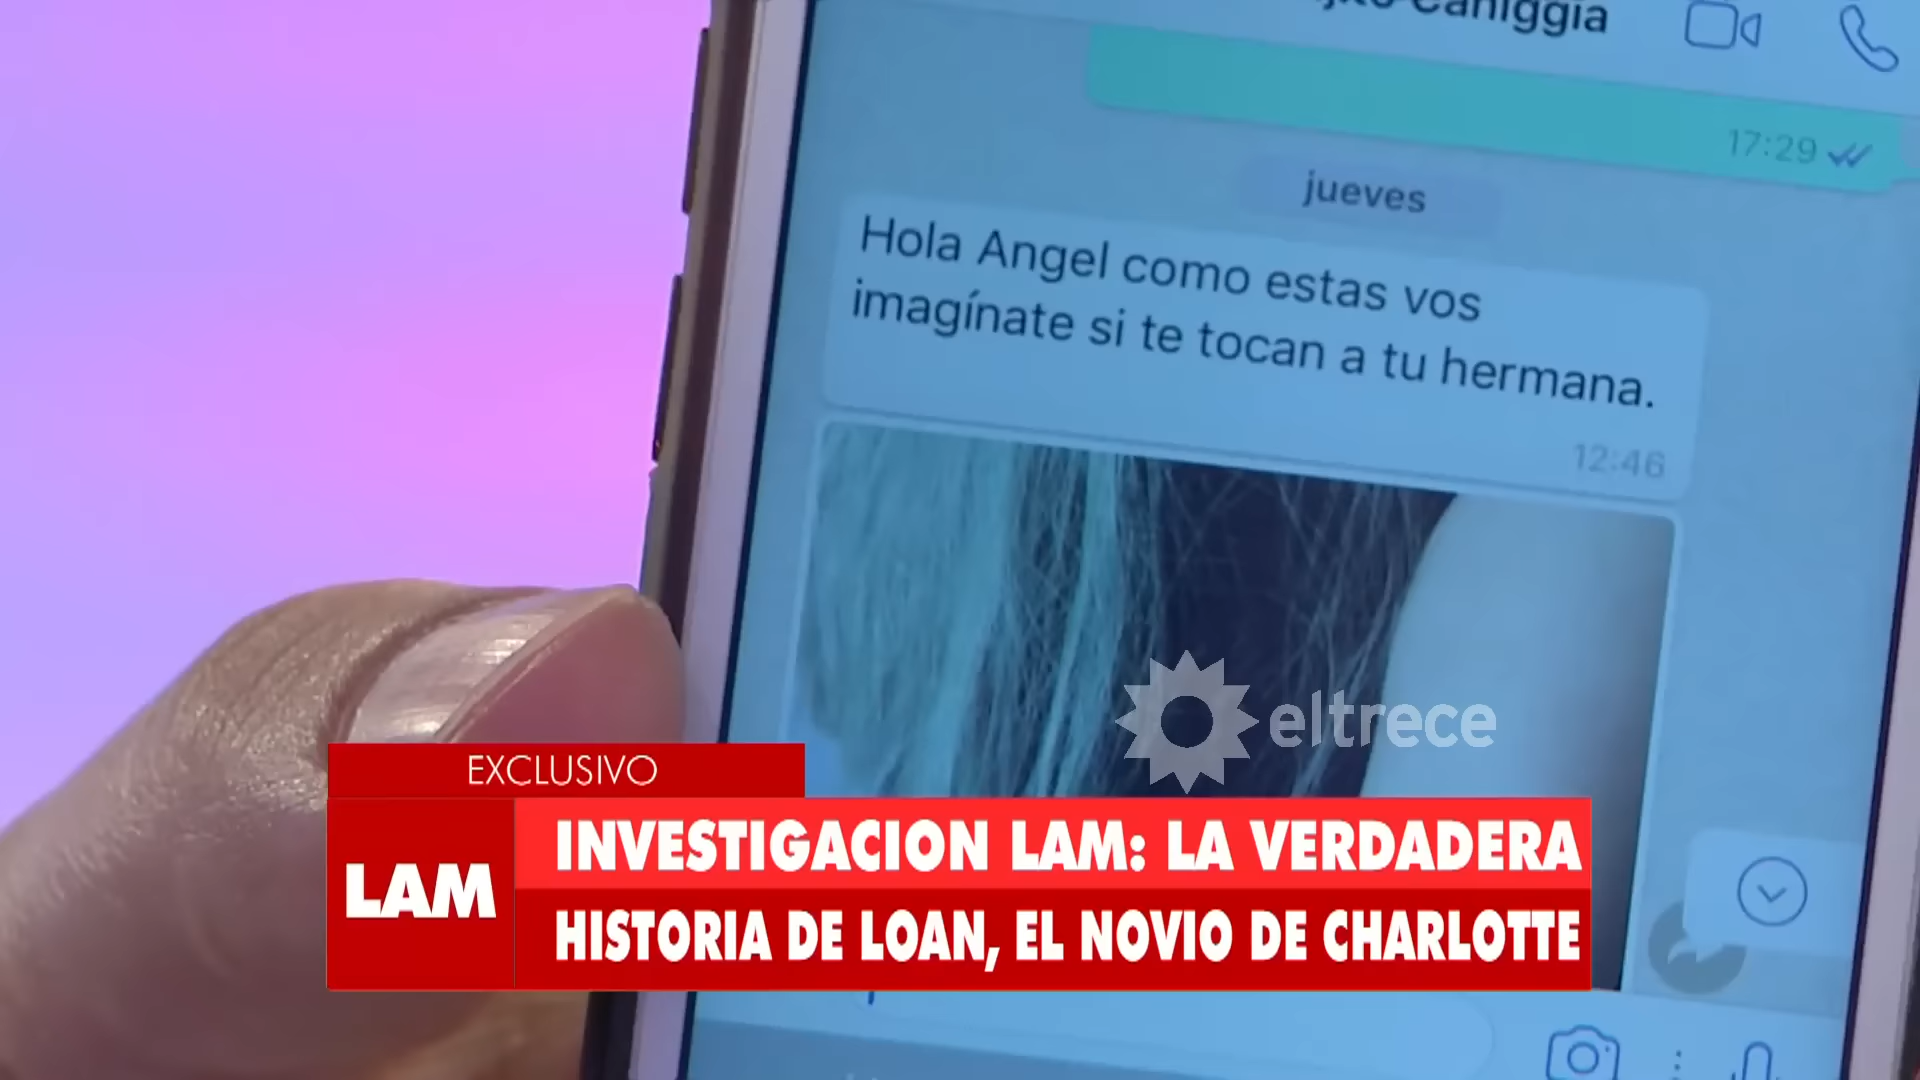 Caniggia
17:29
jueves
Hola Angel como estas vos
imagínate si te tocan a tu hermana.
12:46
eltrece
EXCLUSIVO
LAM
INVESTIGACION LAM: LA VERDADERA
HISTORIA DE LOAN, EL NOVIO DE CHARLOTTE